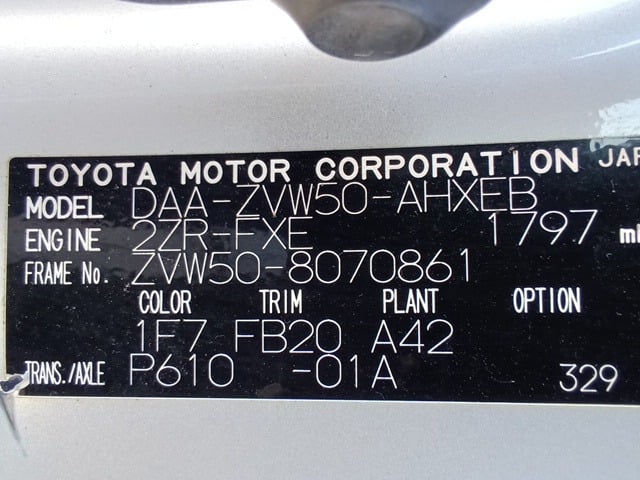 TOYOTA MOTOR CORPORATION JAP
MODEL DAA-ZVW50-AHXEB
ENGINE 2ZR-FXE 1797 m
FRAME No. ZVW50-8070861
COLOR TRIM PLANT OPTION
1F7 FB20 A42
TRANS./AXLE P610 -01A 329